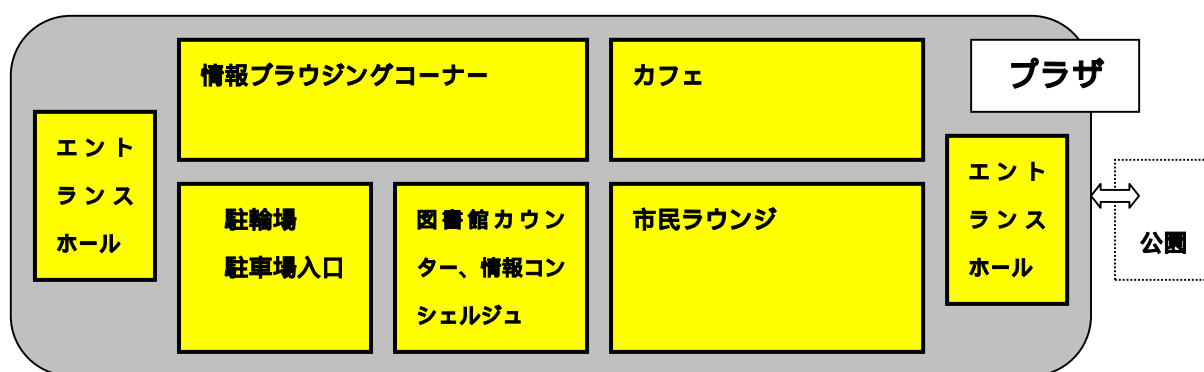 情報ブラウジングコーナー
カフェ
プラザ
エント
ランス
ホール
エント
ランス
ホール
駐輪場
駐車場入口
図書館カウン
ター、情報コン
シェルジュ
市民ラウンジ
公園